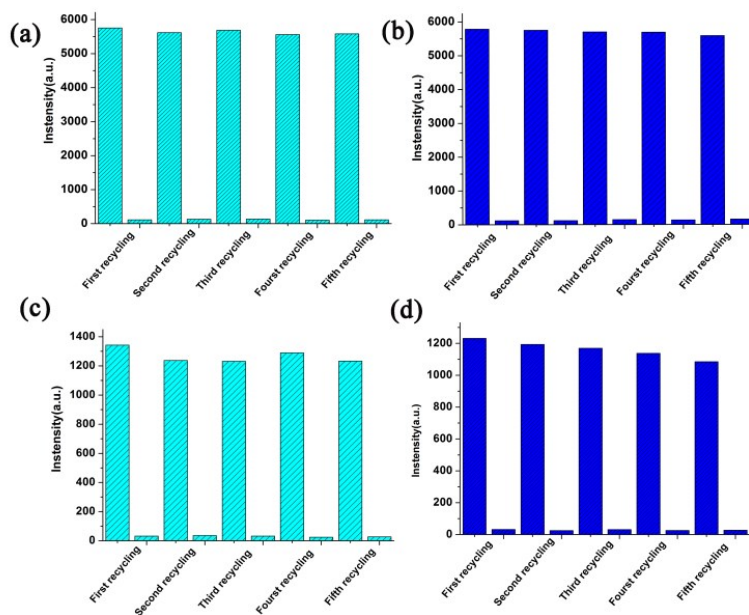 (a)
Instensity(a.u.)
6000
5000
4000
3000
2000
1000
0
First recycling
Second recycling
Third recycling
Fourst recycling
Fifth recycling
(b)
Instensity(a.u.)
6000
5000
4000
3000
2000
1000
0
First recycling
Second recycling
Third recycling
Fourst recycling
Fifth recycling
(c)
Instensity(a.u.)
1400
1200
1000
800
600
400
200
0
First recycling
Second recycling
Third recycling
Fourst recycling
Fifth recycling
(d)
Instensity(a.u.)
1200
1000
800
600
400
200
0
First recycling
Second recycling
Third recycling
Fourst recycling
Fifth recycling